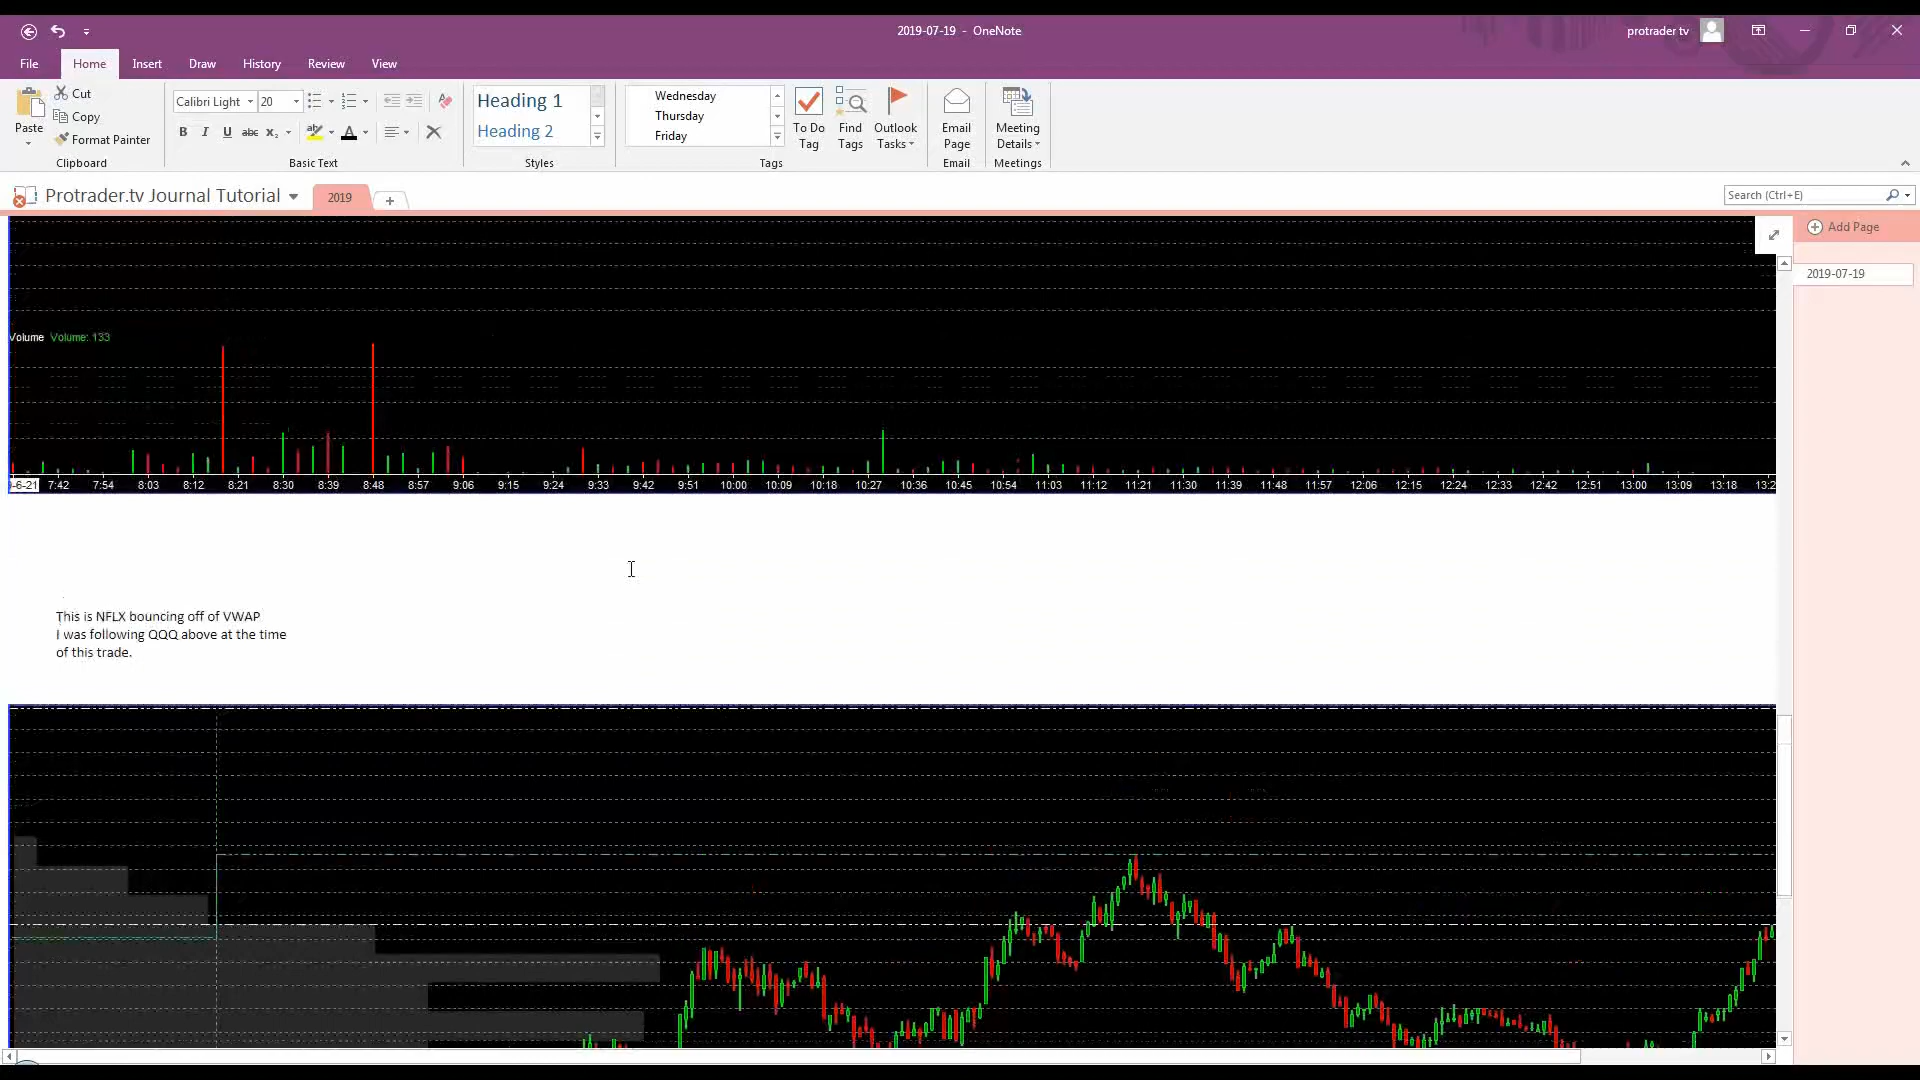 2019-07-19 - OneNote
protrader tv
File Home Insert Draw History Review View
Paste
Cut
Copy
Format Painter
Clipboard
Calibri Light 20
B I U abc X₂ A
Basic Text
Heading 1
Heading 2
Styles
Wednesday
Thursday
Friday
Tags
To Do
Tag
Find
Tags
Outlook
Tasks
Email
Page
Email
Meeting
Details
Meetings
Protrader.tv Journal Tutorial
2019
Search (Ctrl+E)
Add Page
2019-07-19
Volume Volume: 133
-6-21 7:42 7:54 8:03 8:12 8:21 8:30 8:39 8:48 8:57 9:06 9:15 9:24 9:33 9:42 9:51 10:00 10:09 10:18 10:27 10:36 10:45 10:54 11:03 11:12 11:21 11:30 11:39 11:48 11:57 12:06 12:15 12:24 12:33 12:42 12:51 13:00 13:09 13:18 13:2
This is NFLX bouncing off of VWAP
I was following QQQ above at the time
of this trade.